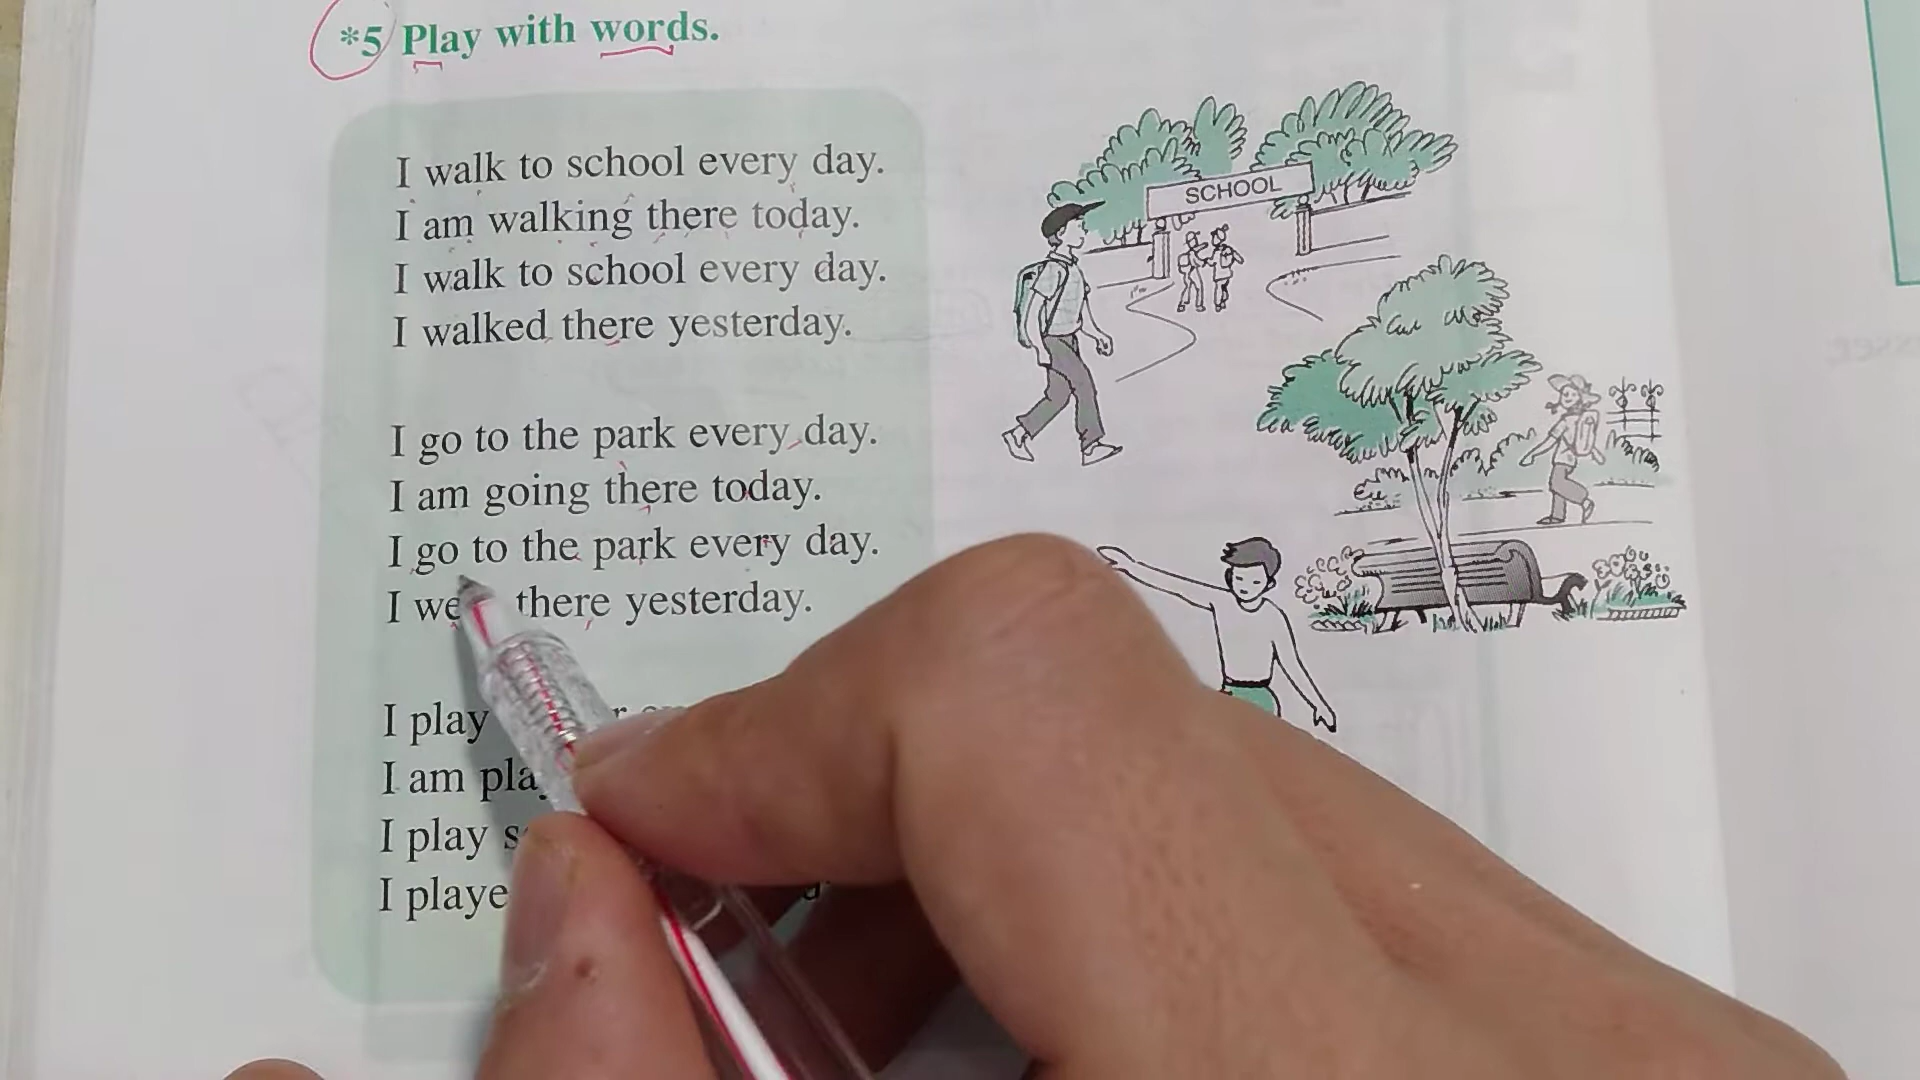 *5 Play with words.
I walk to school every day.
I am walking there today.
I walk to school every day.
I walked there yesterday.
I go to the park every day.
I am going there today.
I go to the park every day.
I there yesterday.
I play
I am
I play
I
SCHOOL